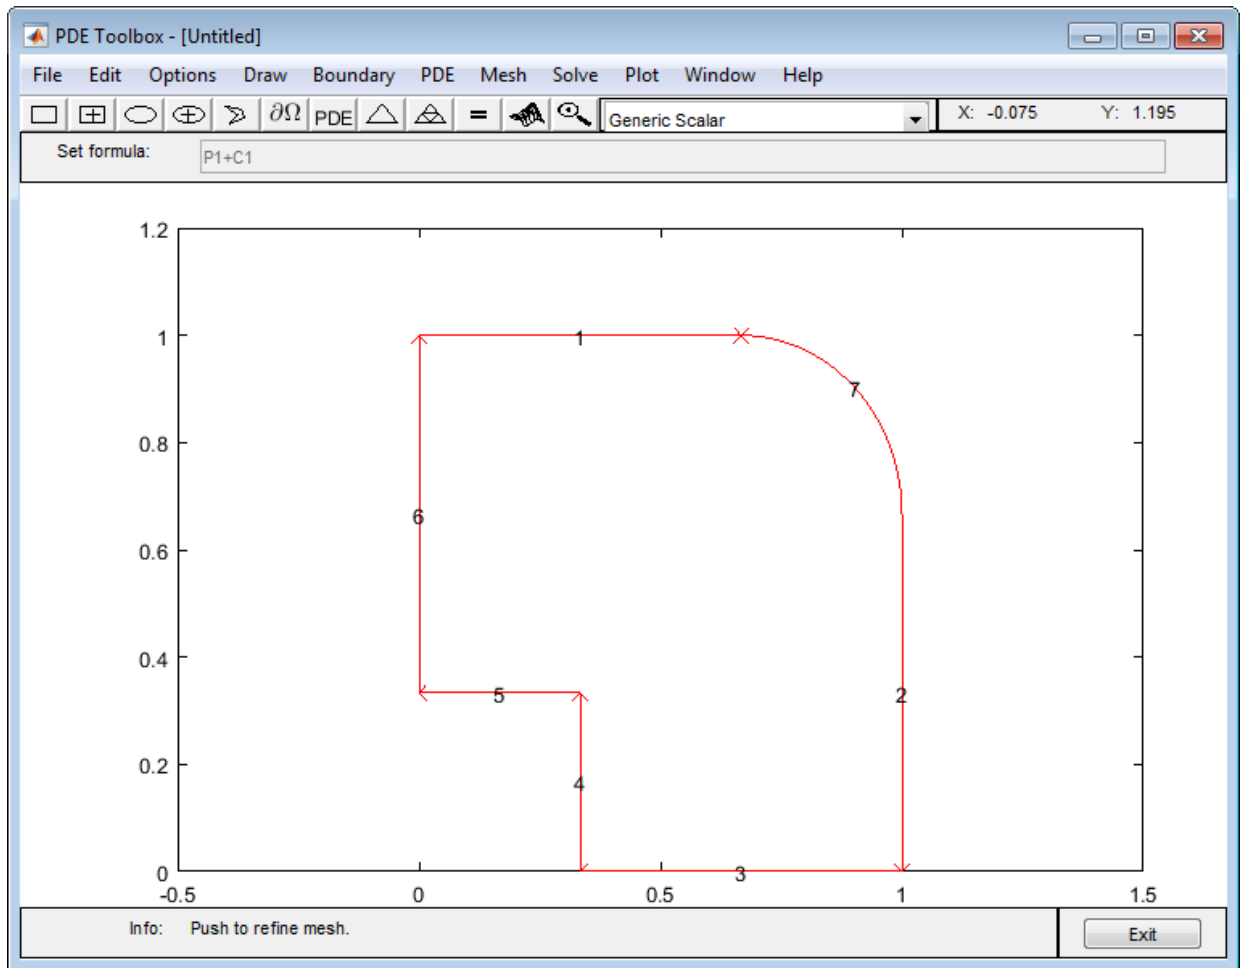 PDE Toolbox - [Untitled]
File Edit Options Draw Boundary PDE Mesh Solve Plot Window Help
∂Ω PDE = Generic Scalar X: -0.075 Y: 1.195
Set formula: P1+C1
1.2
1
1
7
0.8
6
0.6
0.4
5
2
0.2
4
0
3
-0.5 0 0.5 1 1.5
Info: Push to refine mesh. Exit